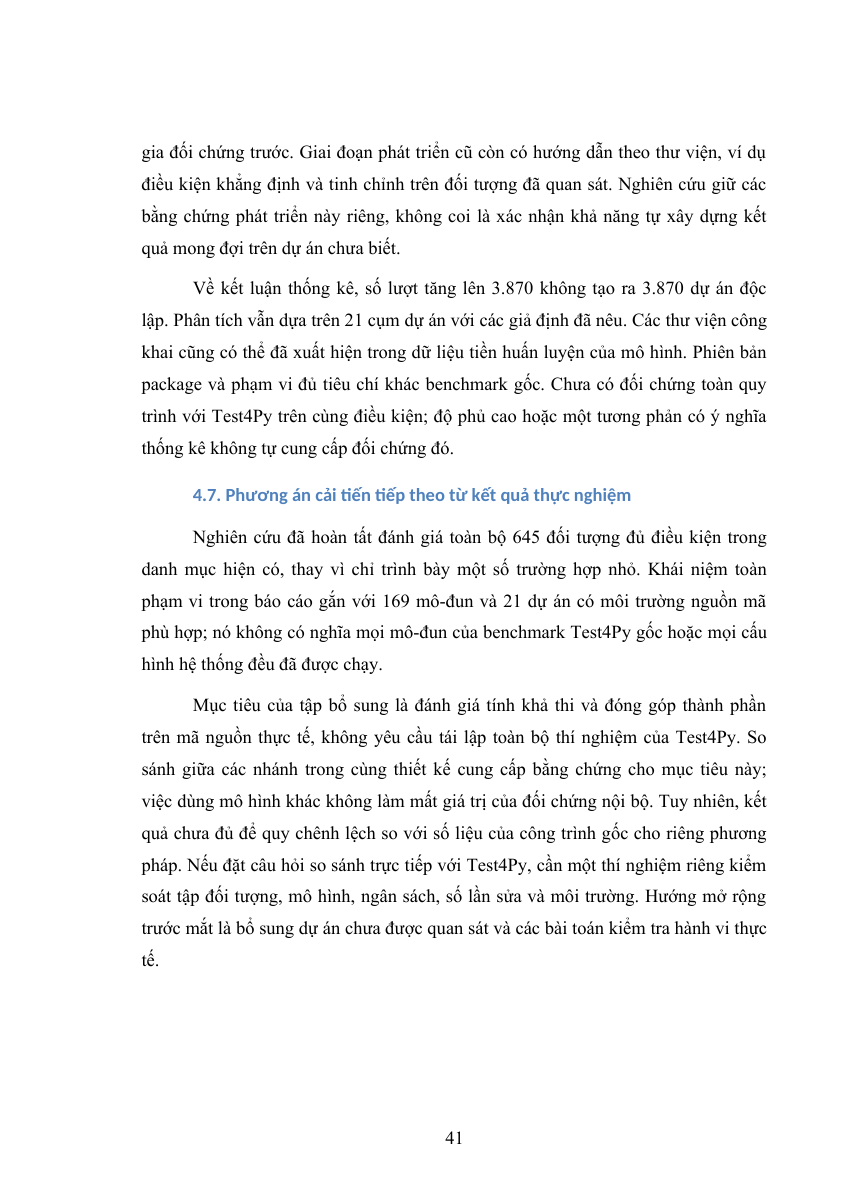 gia đối chứng trước. Giai đoạn phát triển cũ còn có hướng dẫn theo thư viện, ví dụ
điều kiện khẳng định và tinh chỉnh trên đối tượng đã quan sát. Nghiên cứu giữ các
bằng chứng phát triển này riêng, không coi là xác nhận khả năng tự xây dựng kết
quả mong đợi trên dự án chưa biết.
Về kết luận thống kê, số lượt tăng lên 3.870 không tạo ra 3.870 dự án độc
lập. Phân tích vẫn dựa trên 21 cụm dự án với các giả định đã nêu. Các thư viện công
khai cũng có thể đã xuất hiện trong dữ liệu tiền huấn luyện của mô hình. Phiên bản
package và phạm vi đủ tiêu chí khác benchmark gốc. Chưa có đối chứng toàn quy
trình với Test4Py trên cùng điều kiện; độ phủ cao hoặc một tương phản có ý nghĩa
thống kê không tự cung cấp đối chứng đó.
4.7. Phương án cải tiến tiếp theo từ kết quả thực nghiệm
Nghiên cứu đã hoàn tất đánh giá toàn bộ 645 đối tượng đủ điều kiện trong
danh mục hiện có, thay vì chỉ trình bày một số trường hợp nhỏ. Khái niệm toàn
phạm vi trong báo cáo gắn với 169 mô-đun và 21 dự án có môi trường nguồn mã
phù hợp; nó không có nghĩa mọi mô-đun của benchmark Test4Py gốc hoặc mọi cấu
hình hệ thống đều đã được chạy.
Mục tiêu của tập bổ sung là đánh giá tính khả thi và đóng góp thành phần
trên mã nguồn thực tế, không yêu cầu tái lập toàn bộ thí nghiệm của Test4Py. So
sánh giữa các nhánh trong cùng thiết kế cung cấp bằng chứng cho mục tiêu này;
việc dùng mô hình khác không làm mất giá trị của đối chứng nội bộ. Tuy nhiên, kết
quả chưa đủ để quy chênh lệch so với số liệu của công trình gốc cho riêng phương
pháp. Nếu đặt câu hỏi so sánh trực tiếp với Test4Py, cần một thí nghiệm riêng kiểm
soát tập đối tượng, mô hình, ngân sách, số lần sửa và môi trường. Hướng mở rộng
trước mắt là bổ sung dự án chưa được quan sát và các bài toán kiểm tra hành vi thực
tế.
41